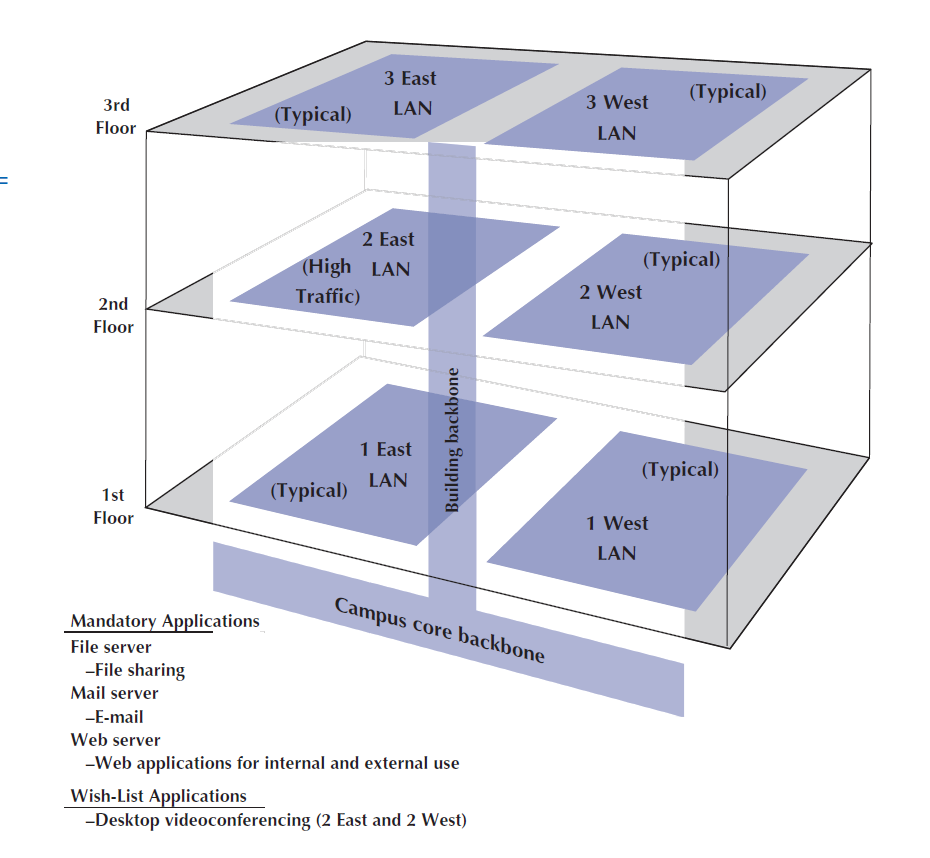 3rd
Floor
3 East
LAN
(Typical)
3 West
LAN
(Typical)
=
2nd
Floor
2 East
(High LAN
Traffic)
(Typical)
2 West
LAN
1st
Floor
1 East
LAN
(Typical)
(Typical)
1 West
LAN
Building backbone
Campus core backbone
Mandatory Applications
File server
–File sharing
Mail server
–E-mail
Web server
–Web applications for internal and external use
Wish-List Applications
–Desktop videoconferencing (2 East and 2 West)